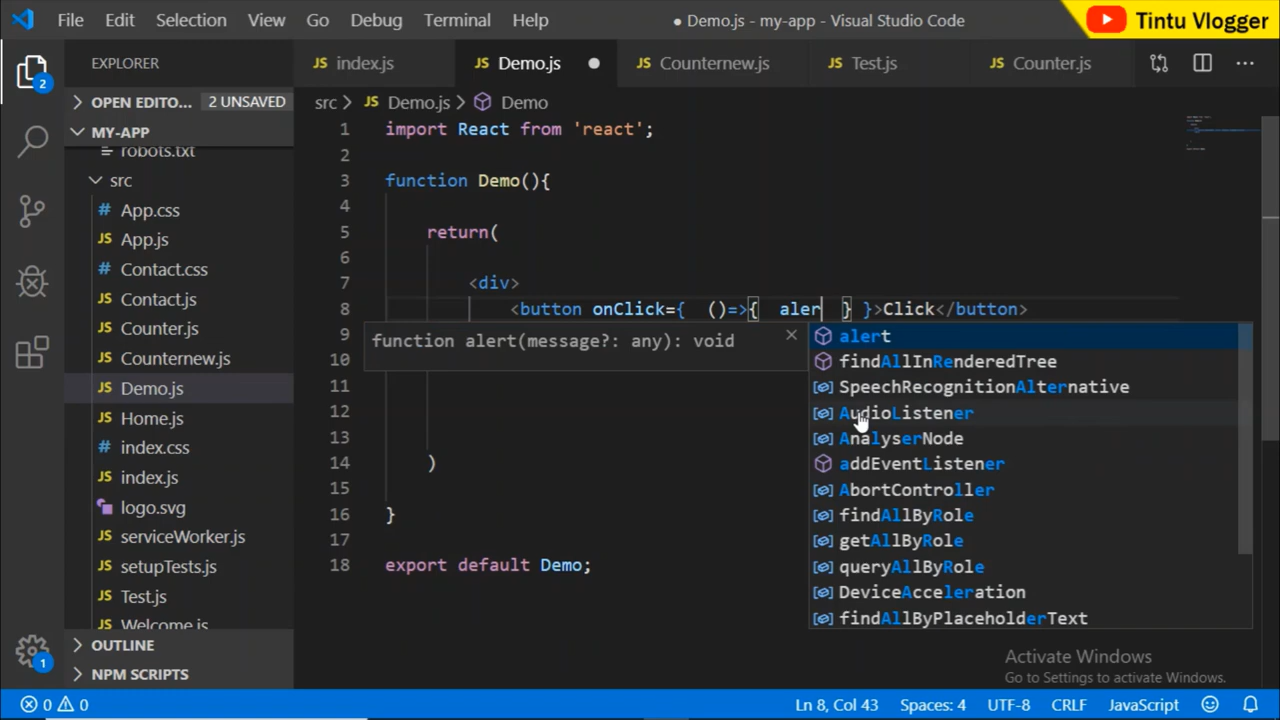 File Edit Selection View Go Debug Terminal Help ● Demo.js - my-app - Visual Studio Code
Tintu Vlogger
EXPLORER
OPEN EDITO... 2 UNSAVED
MY-APP
robots.txt
src
# App.css
JS App.js
# Contact.css
JS Contact.js
JS Counter.js
JS Counternew.js
JS Demo.js
JS Home.js
# index.css
JS index.js
logo.svg
JS serviceWorker.js
JS setupTests.js
JS Test.js
JS Welcome.js
OUTLINE
NPM SCRIPTS
2
1
JS index.js JS Demo.js ● JS Counternew.js JS Test.js JS Counter.js ...
src > JS Demo.js > Demo
1 import React from 'react';
2
3 function Demo(){
4
5 return(
6
7 <div>
8 <button onClick={ ()=>{ aler } }>Click</button>
9
10
11
12
13
14 )
15
16 }
17
18 export default Demo;
function alert(message?: any): void
alert
findAllInRenderedTree
SpeechRecognitionAlternative
AudioListener
AnalyserNode
addEventListener
AbortController
findAllByRole
getAllByRole
queryAllByRole
DeviceAcceleration
findAllByPlaceholderText
Activate Windows
Go to Settings to activate Windows.
0 0 Ln 8, Col 43 Spaces: 4 UTF-8 CRLF JavaScript